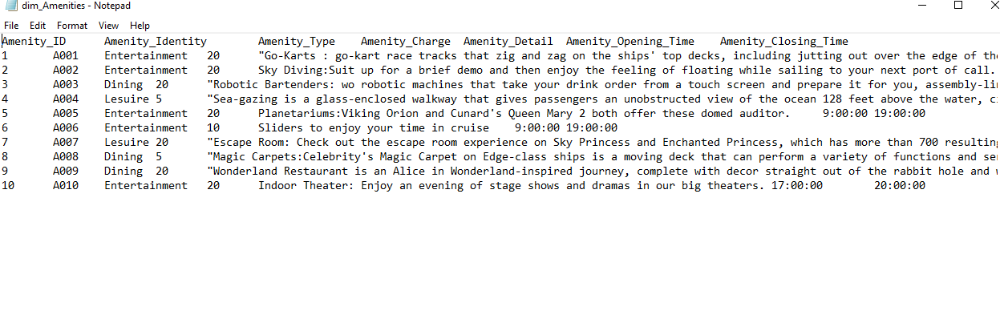 dim_Amenities - Notepad
File Edit Format View Help
Amenity_ID Amenity_Identity Amenity_Type Amenity_Charge Amenity_Detail Amenity_Opening_Time Amenity_Closing_Time
1 A001 Entertainment 20 "Go-Karts : go-kart race tracks that zig and zag on the ships' top decks, including jutting out over the edge of the
2 A002 Entertainment 20 Sky Diving:Suit up for a brief demo and then enjoy the feeling of floating while sailing to your next port of call.
3 A003 Dining 20 "Robotic Bartenders: wo robotic machines that take your drink order from a touch screen and prepare it for you, assembly-li
4 A004 Lesuire 5 "Sea-gazing is a glass-enclosed walkway that gives passengers an unobstructed view of the ocean 128 feet above the water, c
5 A005 Entertainment 20 Planetariums:Viking Orion and Cunard's Queen Mary 2 both offer these domed auditor. 9:00:00 19:00:00
6 A006 Entertainment 10 Sliders to enjoy your time in cruise 9:00:00 19:00:00
7 A007 Lesuire 20 "Escape Room: Check out the escape room experience on Sky Princess and Enchanted Princess, which has more than 700 resulting
8 A008 Dining 5 "Magic Carpets:Celebrity's Magic Carpet on Edge-class ships is a moving deck that can perform a variety of functions and se
9 A009 Dining 20 "Wonderland Restaurant is an Alice in Wonderland-inspired journey, complete with decor straight out of the rabbit hole and
10 A010 Entertainment 20 Indoor Theater: Enjoy an evening of stage shows and dramas in our big theaters. 17:00:00 20:00:00